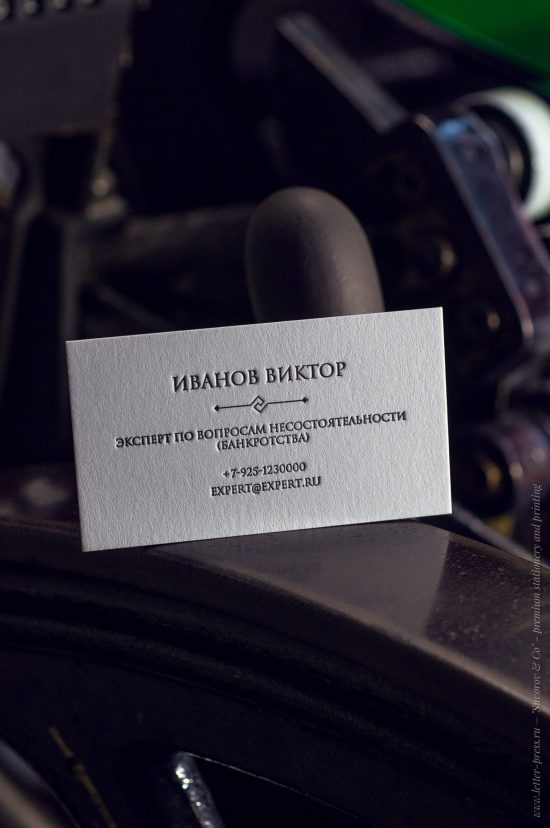 ИВАНОВ ВИКТОР
ЭКСПЕРТ ПО ВОПРОСАМ НЕСОСТОЯТЕЛЬНОСТИ
(БАНКРОТСТВА)
+7-925-1230000
EXPERT@EXPERT.RU
www.letter-press.ru – "Suvorov & Co" - premium stationery and printing